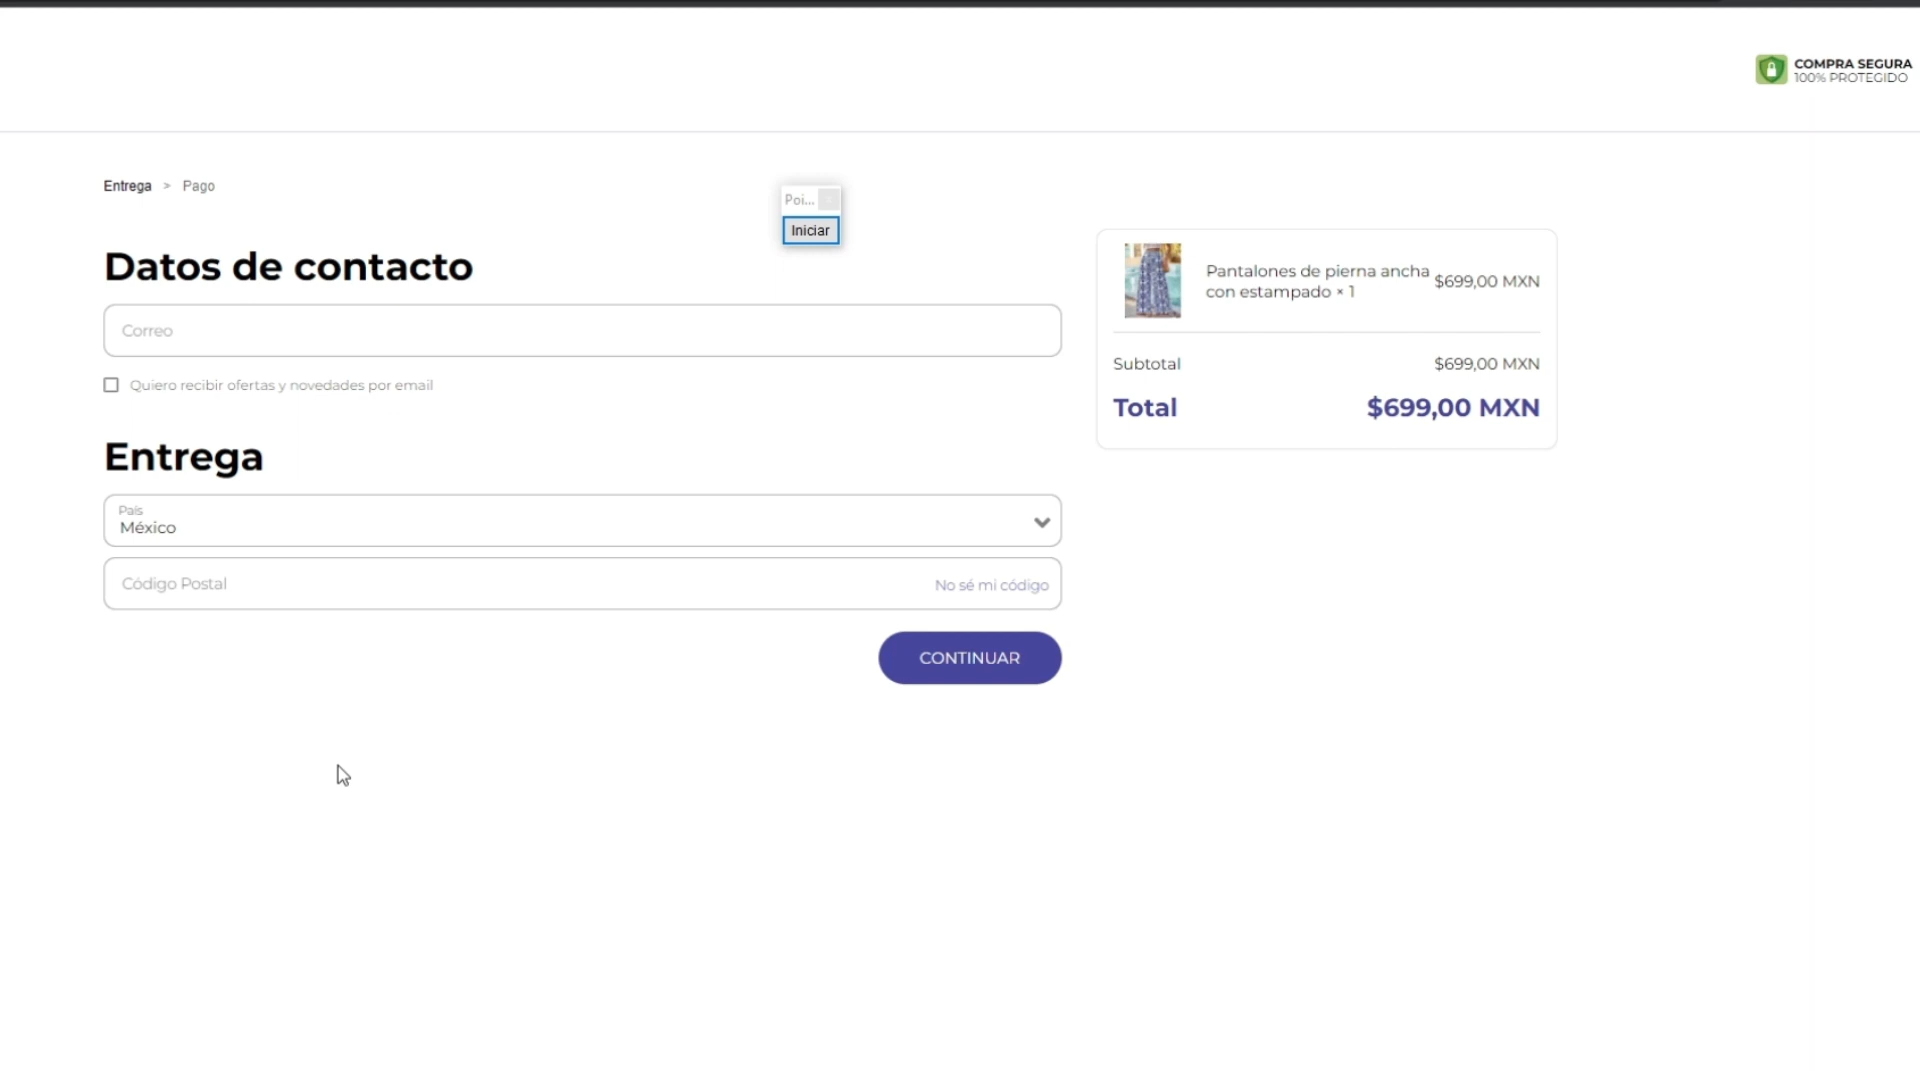 COMPRA SEGURA
100% PROTEGIDO
Entrega > Pago
Poi...
Iniciar
Datos de contacto
Correo
Quiero recibir ofertas y novedades por email
Entrega
País
México
Código Postal
No sé mi código
CONTINUAR
Pantalones de pierna ancha
con estampado × 1
$699,00 MXN
Subtotal
$699,00 MXN
Total
$699,00 MXN